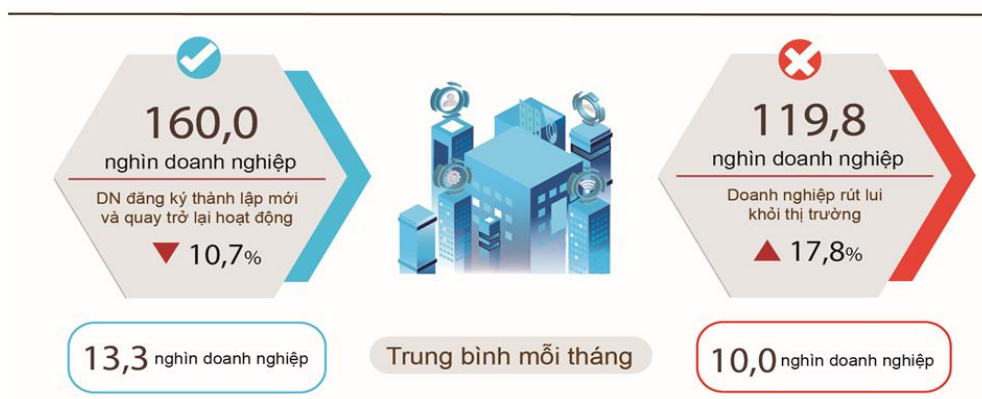 160,0
nghìn doanh nghiệp
DN đăng ký thành lập mới
và quay trở lại hoạt động
▼ 10,7%
119,8
nghìn doanh nghiệp
Doanh nghiệp rút lui
khỏi thị trường
▲ 17,8%
13,3 nghìn doanh nghiệp
Trung bình mỗi tháng
10,0 nghìn doanh nghiệp